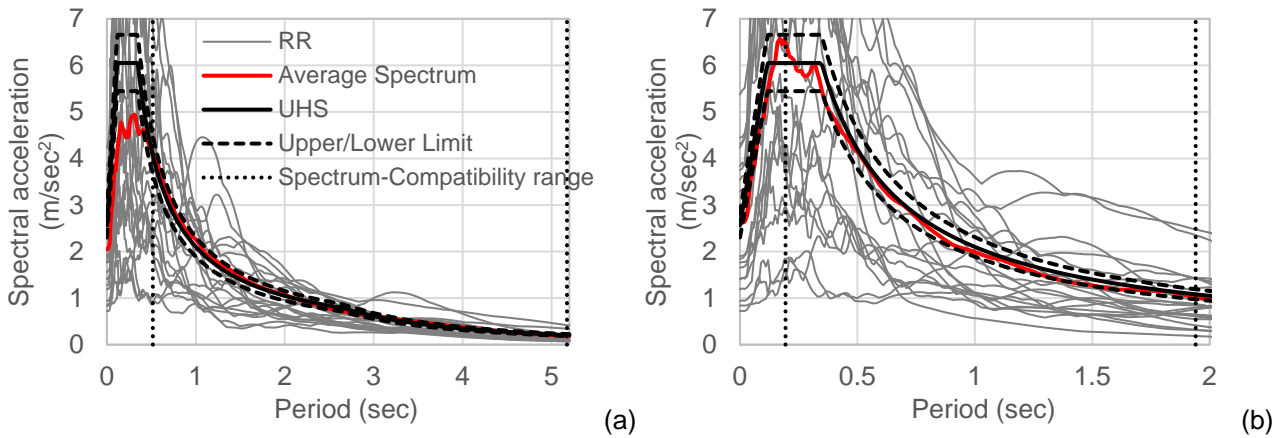 7
6
5
4
3
2
1
0
Spectral acceleration
(m/sec²)
RR
Average Spectrum
UHS
Upper/Lower Limit
Spectrum-Compatibility range
0 1 2 3 4 5
Period (sec)
(a)
7
6
5
4
3
2
1
0
Spectral acceleration
(m/sec²)
0 0.5 1 1.5 2
Period (sec)
(b)